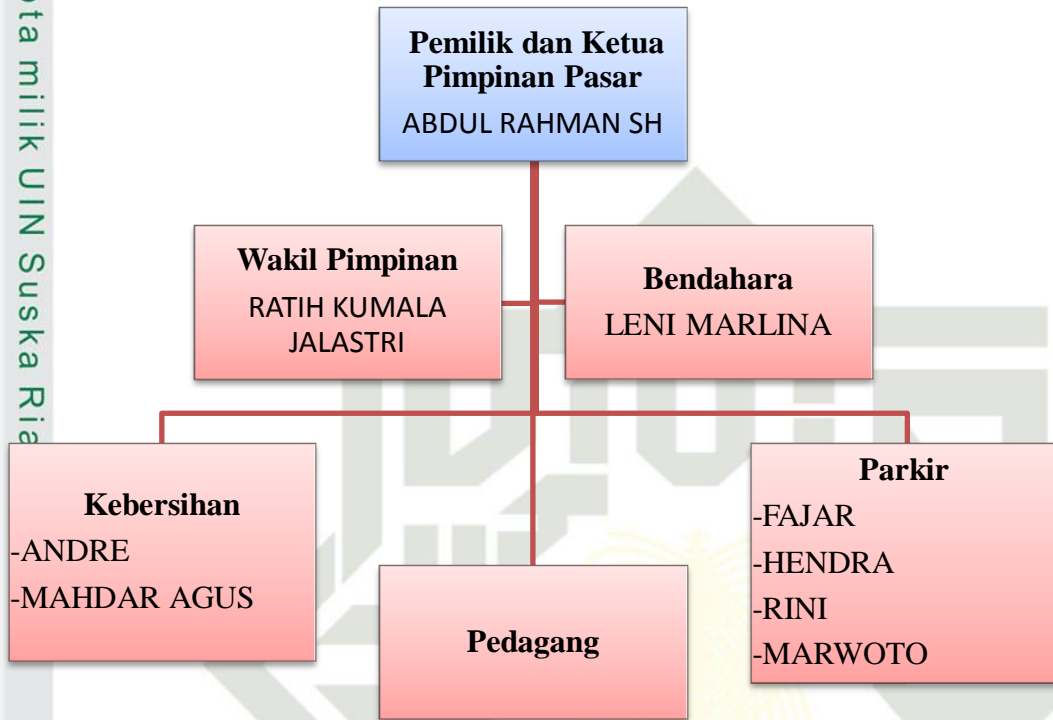 ota milik UIN Suska Ria
Pemilik dan Ketua
Pimpinan Pasar
ABDUL RAHMAN SH
Wakil Pimpinan
RATIH KUMALA
JALASTRI
Bendahara
LENI MARLINA
Kebersihan
-ANDRE
-MAHDAR AGUS
Pedagang
Parkir
-FAJAR
-HENDRA
-RINI
-MARWOTO